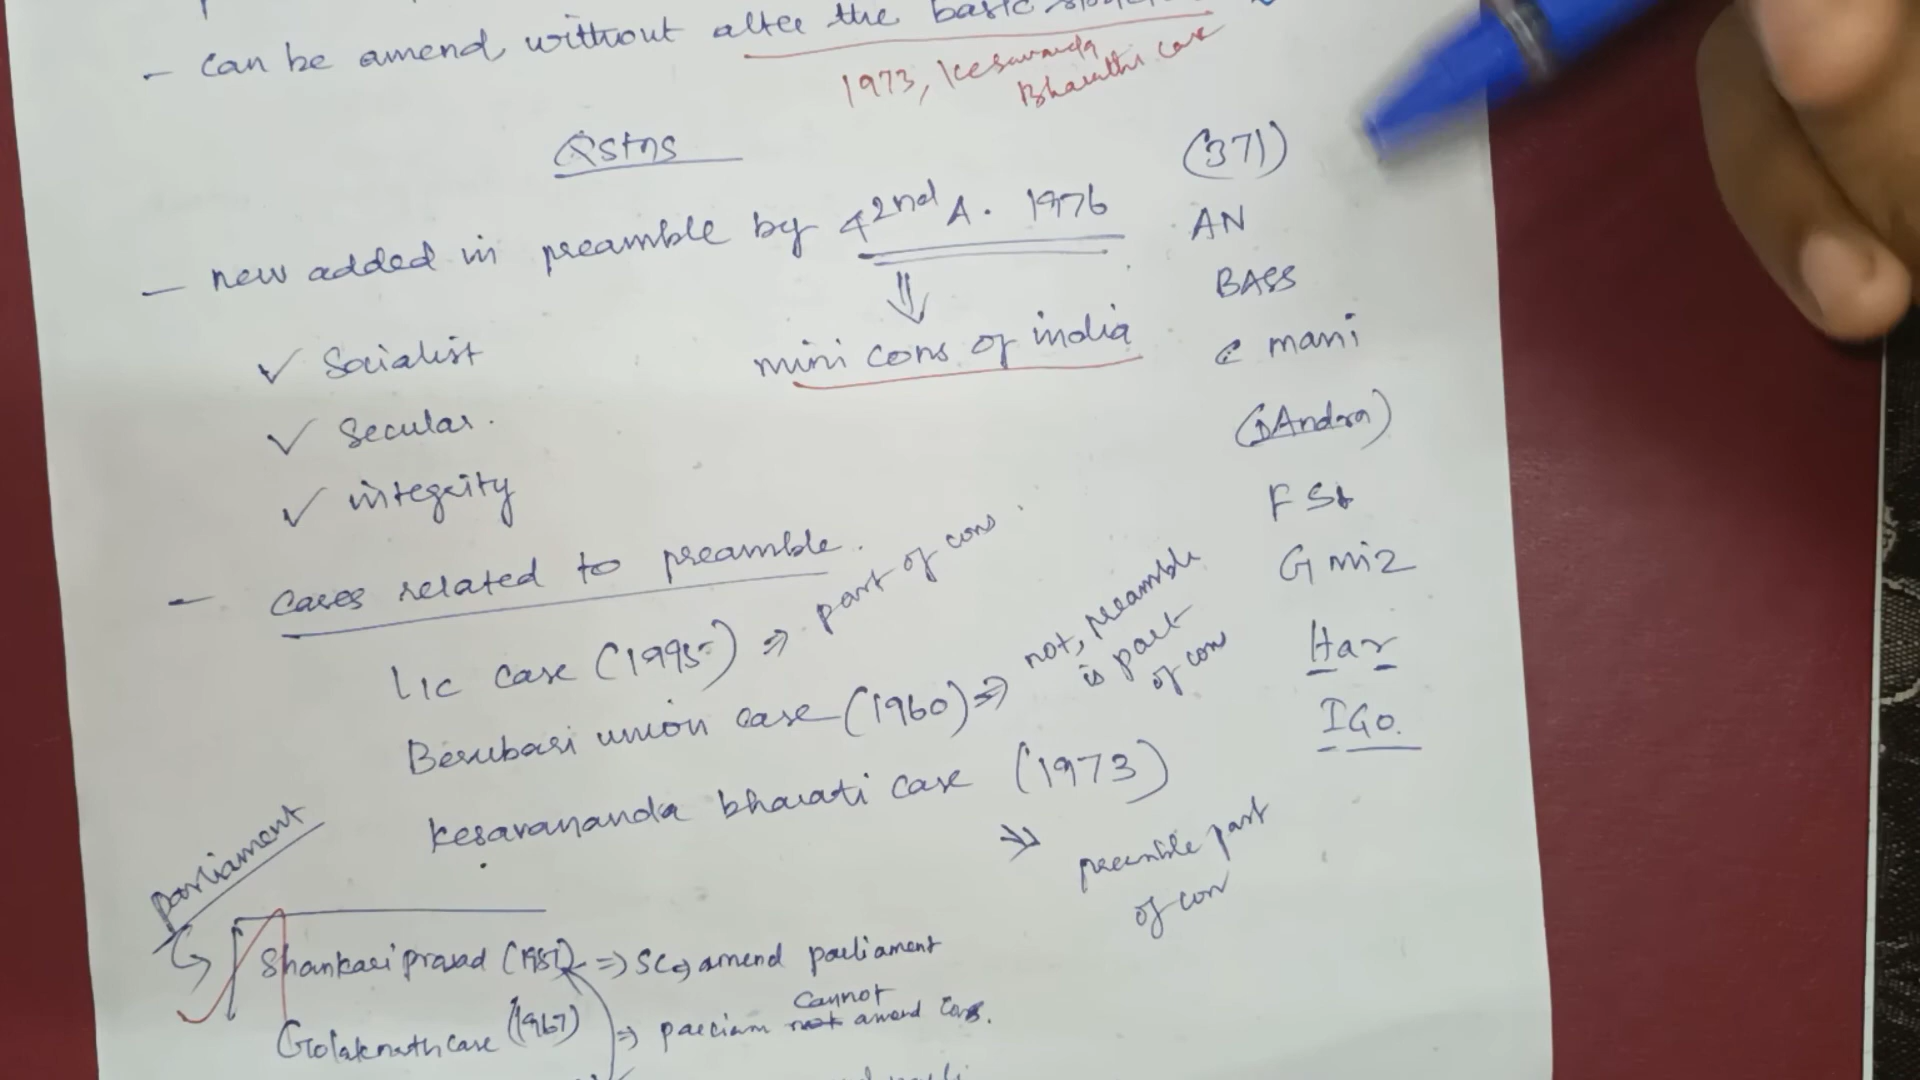 - can be amend without alter the basic
1973, Kesavanda
Bharathi case
Qstns
- new added in preamble by 42nd A. 1976
⇓
mini cons of india
✓ Socialist
✓ Secular.
✓ integrity
- cases related to preamble.
LIC case (1995) ⇒ part of cons.
Berubari union case (1960) ⇒ not, preamble
is part
of con
Kesavananda bharati case (1973)
⇒ preamble part
of con
Parliament
Shankari prasad (1951) ⇒ SC amend parliament
Golaknath case (1967) ⇒ parliam cannot amend cons.
(371)
AN
BASS
C mani
(D Andra)
F Sk
G miz
Har
I Go.